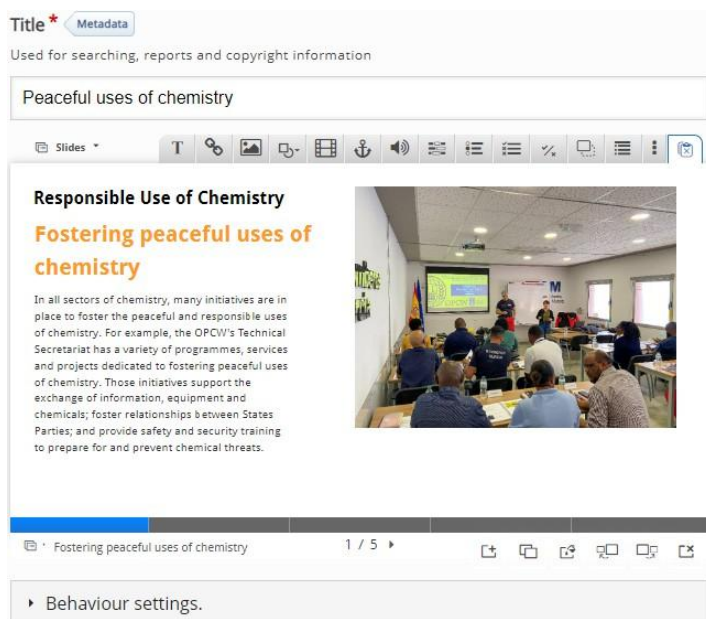 Title *
Metadata
Used for searching, reports and copyright information
Peaceful uses of chemistry
Slides
T
Responsible Use of Chemistry
Fostering peaceful uses of
chemistry
In all sectors of chemistry, many initiatives are in
place to foster the peaceful and responsible uses
of chemistry. For example, the OPCW's Technical
Secretariat has a variety of programmes, services
and projects dedicated to fostering peaceful uses
of chemistry. Those initiatives support the
exchange of information, equipment and
chemicals; foster relationships between States
Parties; and provide safety and security training
to prepare for and prevent chemical threats.
OPCW
M
Fostering peaceful uses of chemistry
1 / 5
Behaviour settings.